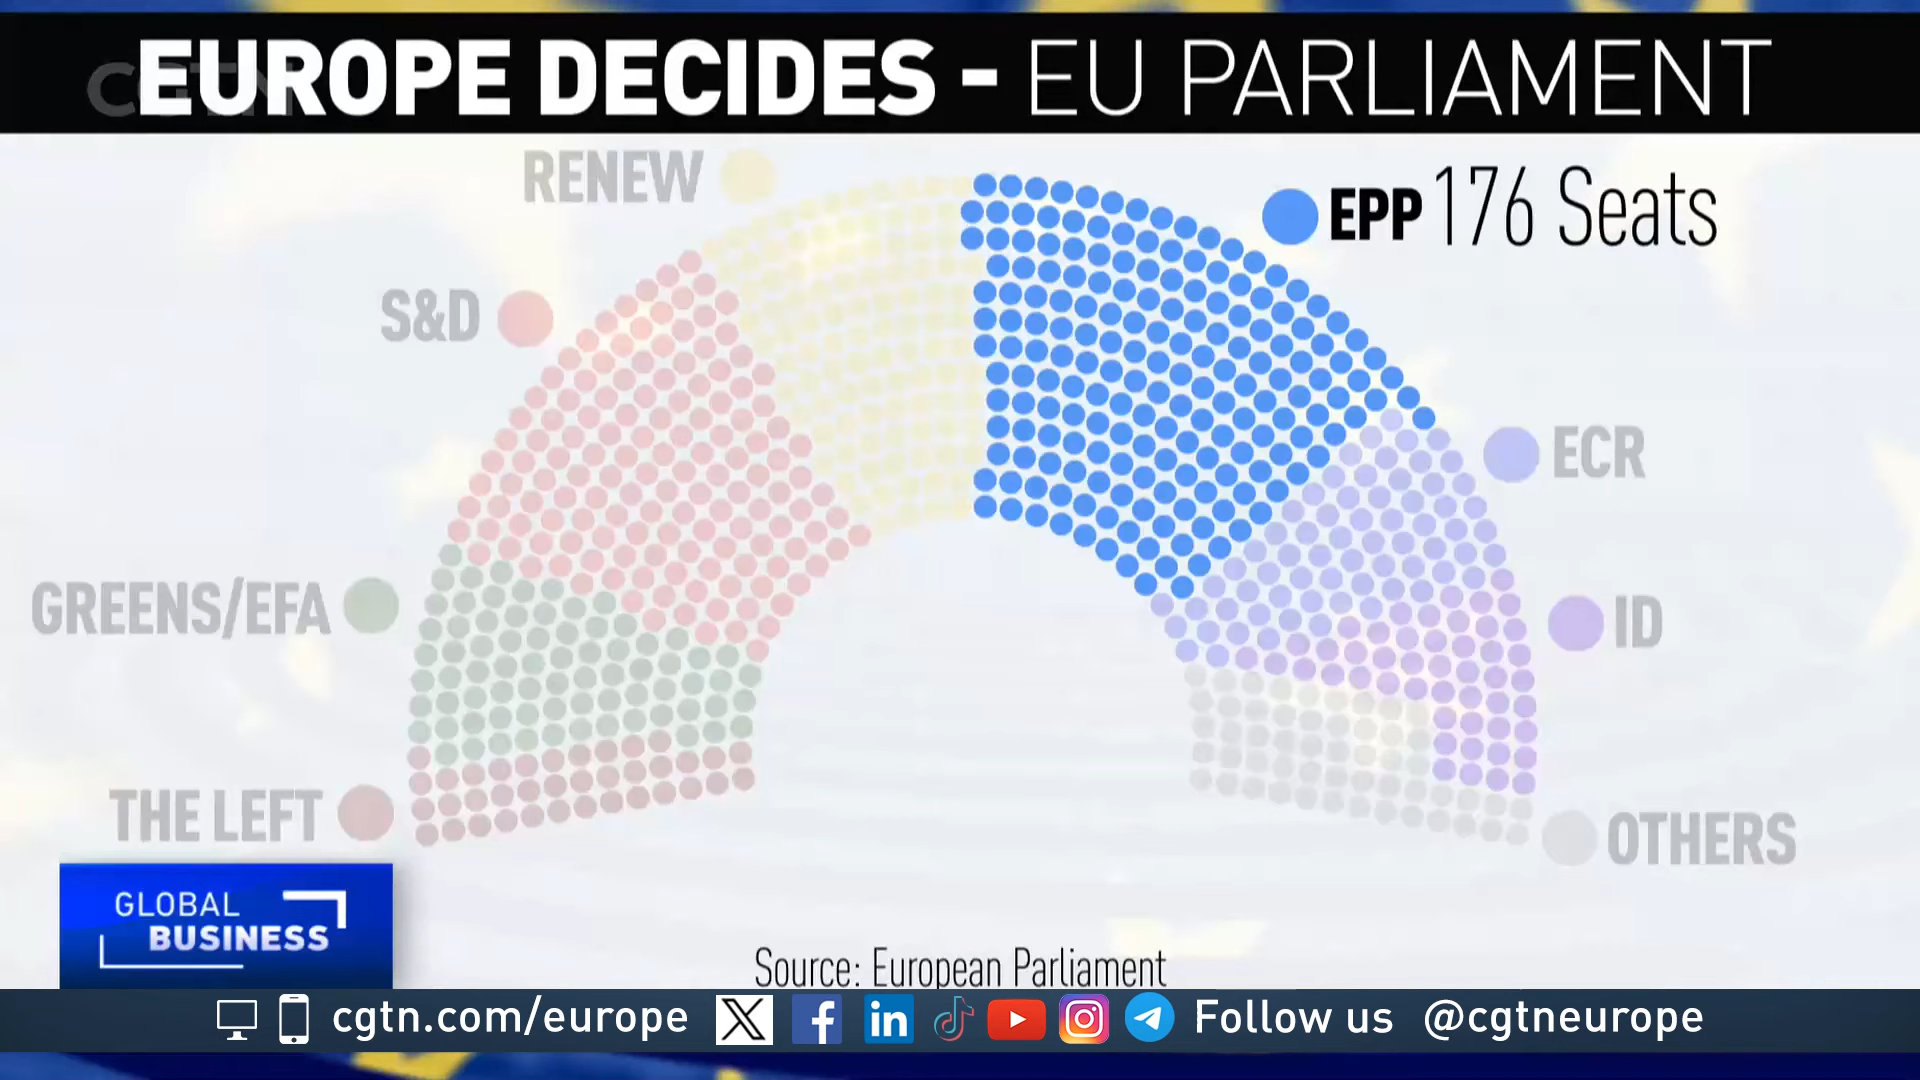 CGTN
EUROPE DECIDES - EU PARLIAMENT
RENEW
EPP 176 Seats
S&D
ECR
GREENS/EFA
ID
THE LEFT
OTHERS
GLOBAL
BUSINESS
Source: European Parliament
cgtn.com/europe Follow us @cgtneurope